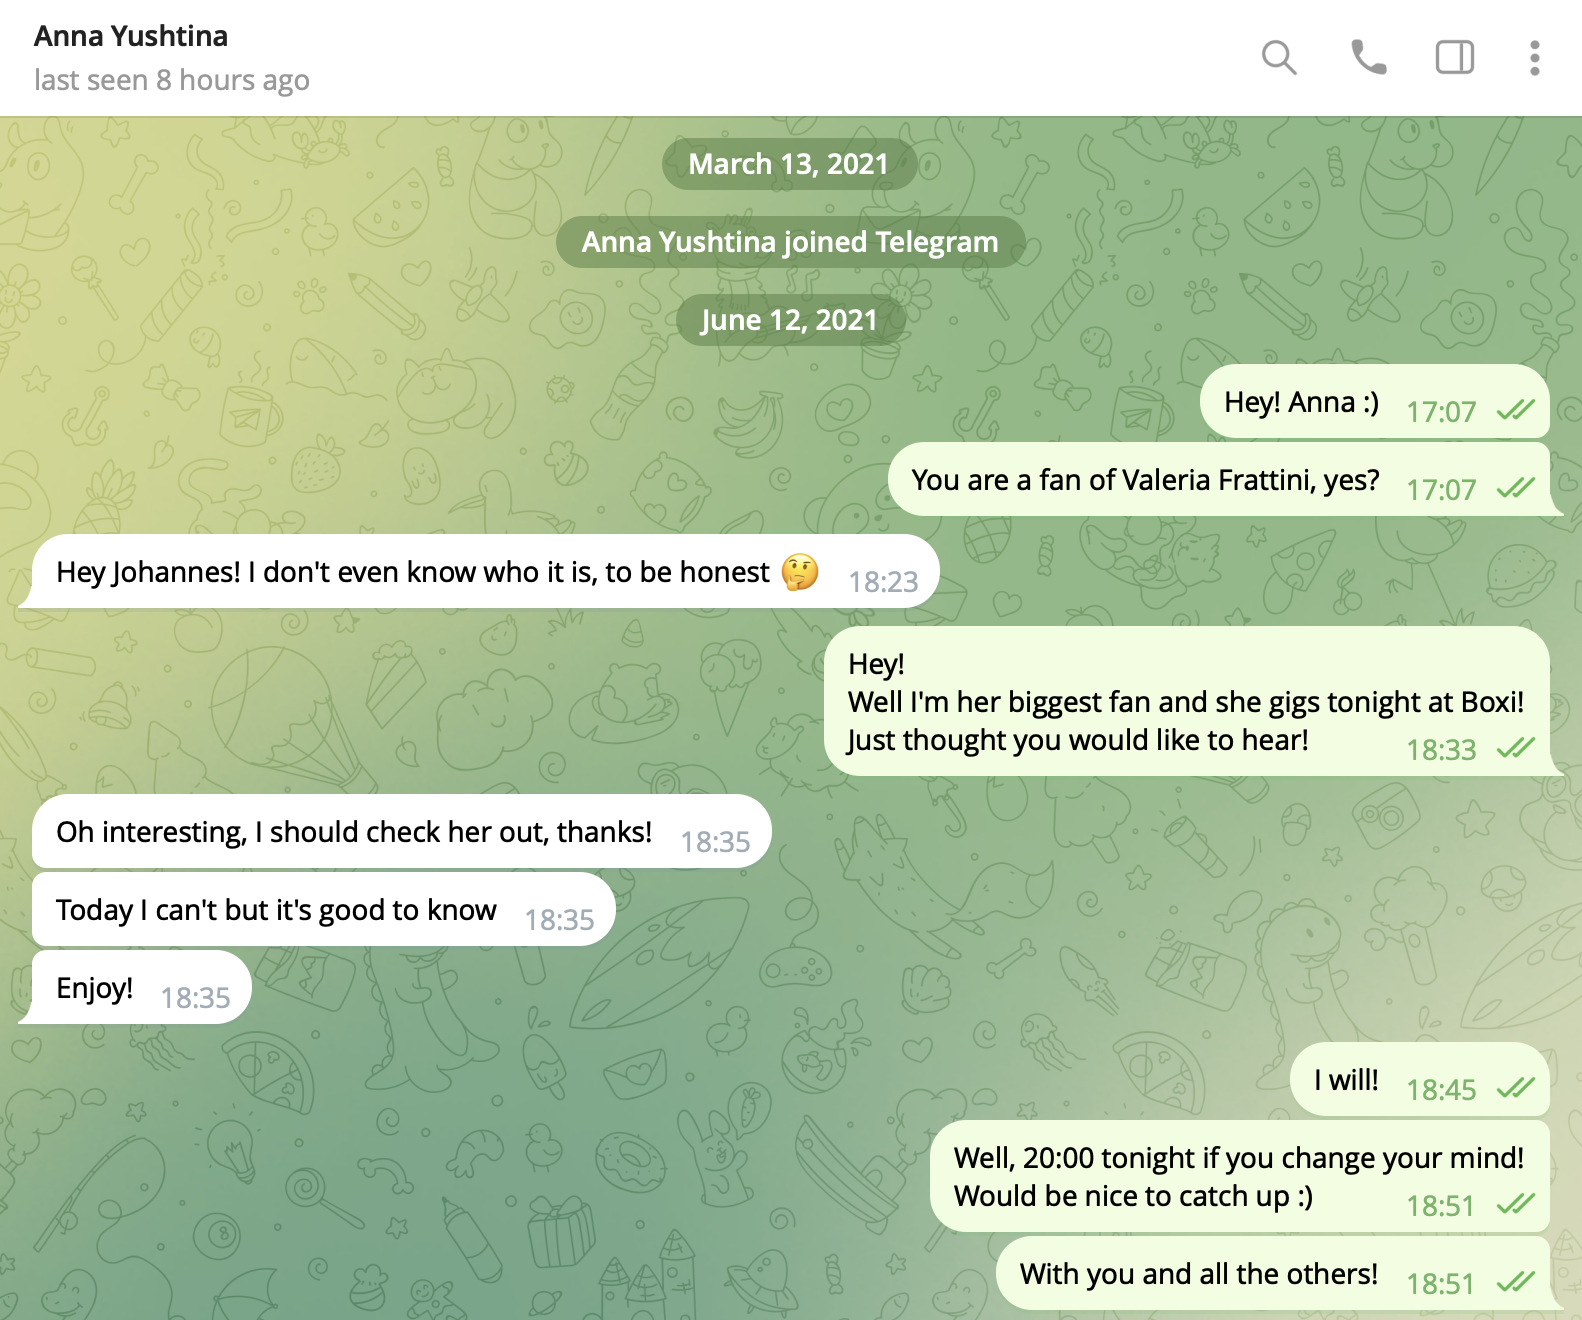 Anna Yushtina
last seen 8 hours ago
March 13, 2021
Anna Yushtina joined Telegram
June 12, 2021
Hey! Anna :) 17:07
You are a fan of Valeria Frattini, yes? 17:07
Hey Johannes! I don't even know who it is, to be honest 🤔 18:23
Hey!
Well I'm her biggest fan and she gigs tonight at Boxi!
Just thought you would like to hear! 18:33
Oh interesting, I should check her out, thanks! 18:35
Today I can't but it's good to know 18:35
Enjoy! 18:35
I will! 18:45
Well, 20:00 tonight if you change your mind!
Would be nice to catch up :) 18:51
With you and all the others! 18:51